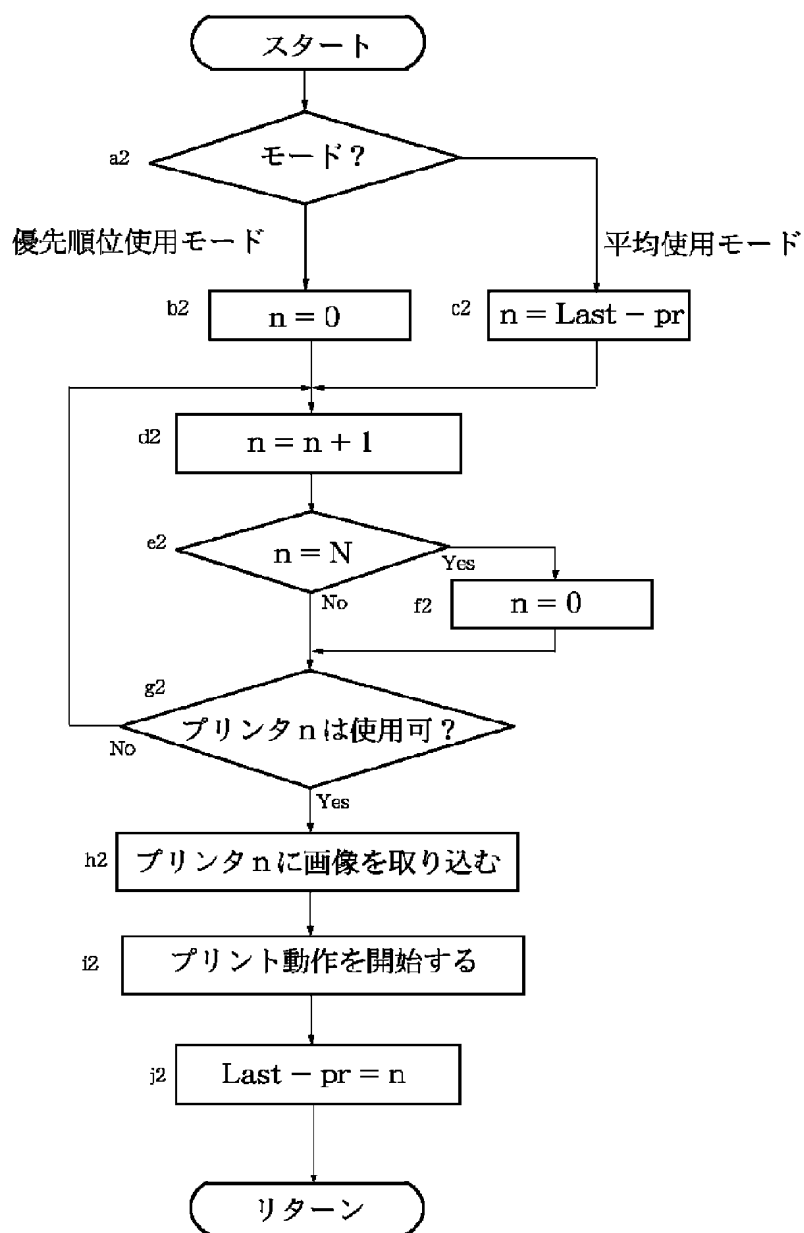 スタート
a2
モード?
優先順位使用モード
平均使用モード
b2
n = 0
c2
n = Last − pr
d2
n = n + 1
e2
n = N
Yes
No
f2
n = 0
g2
プリンタnは使用可?
No
Yes
h2
プリンタnに画像を取り込む
i2
プリント動作を開始する
j2
Last − pr = n
リターン